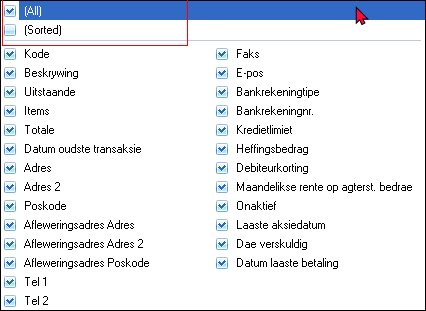 (All)
(Sorted)
Kode
Beskrywing
Uitstaande
Items
Totale
Datum oudste transaksie
Adres
Adres 2
Poskode
Afleweringsadres Adres
Afleweringsadres Adres 2
Afleweringsadres Poskode
Tel 1
Tel 2
Faks
E-pos
Bankrekeningtipe
Bankrekeningnr.
Kredietlimiet
Heffingsbedrag
Debiteurkorting
Maandelikse rente op agterst. bedrae
Onaktief
Laaste aksiedatum
Dae verskuldig
Datum laaste betaling